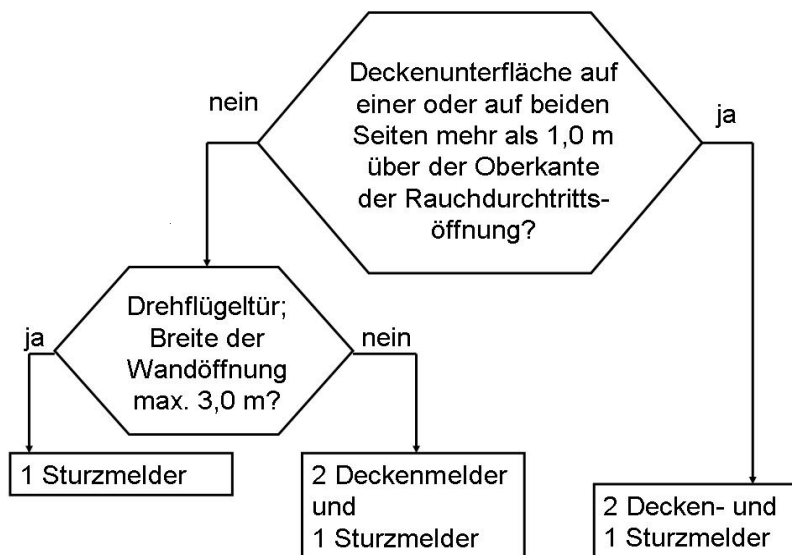 Deckenunterfläche auf
einer oder auf beiden
Seiten mehr als 1,0 m
über der Oberkante
der Rauchdurchtritts-
öffnung?
nein
ja
Drehflügeltür;
Breite der
Wandöffnung
max. 3,0 m?
ja
nein
1 Sturzmelder
2 Deckenmelder
und
1 Sturzmelder
2 Decken- und
1 Sturzmelder